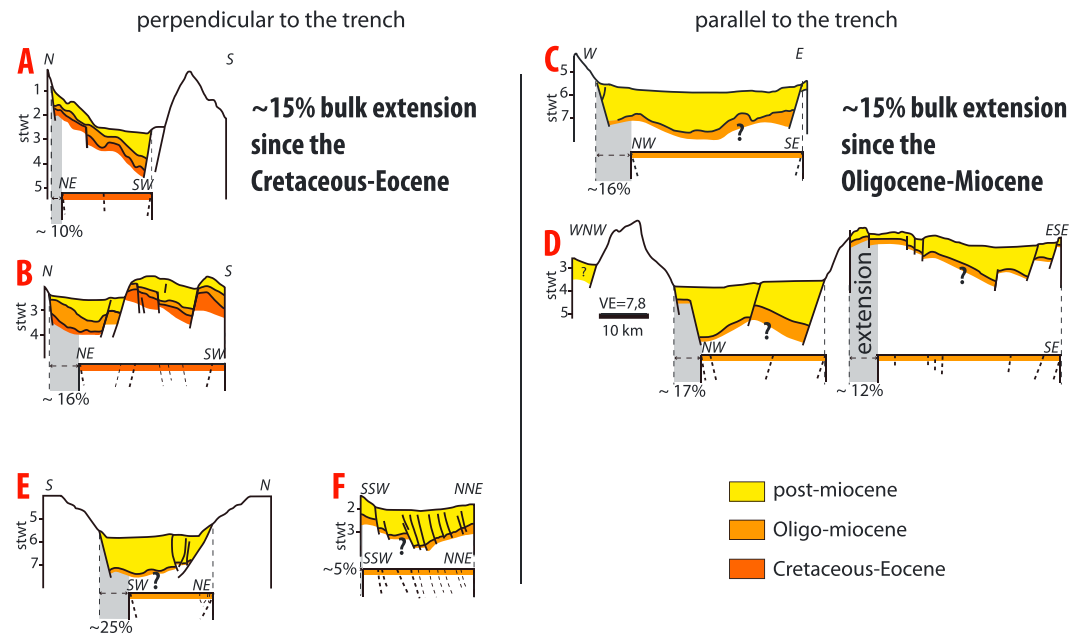 perpendicular to the trench
parallel to the trench
A
N
S
1
2
3
4
5
stwt
NE
SW
~ 10%
~15% bulk extension
since the
Cretaceous-Eocene
B
N
S
3
4
stwt
NE
SW
~ 16%
C
W
E
5
6
7
stwt
?
NW
SE
~16%
~15% bulk extension
since the
Oligocene-Miocene
D
WNW
ESE
3
4
5
stwt
?
VE=7,8
10 km
?
NW
~ 17%
extension
?
SE
~ 12%
E
S
N
5
6
7
stwt
?
SW
NE
~25%
F
SSW
NNE
2
3
stwt
?
SSW
NNE
~5%
post-miocene
Oligo-miocene
Cretaceous-Eocene